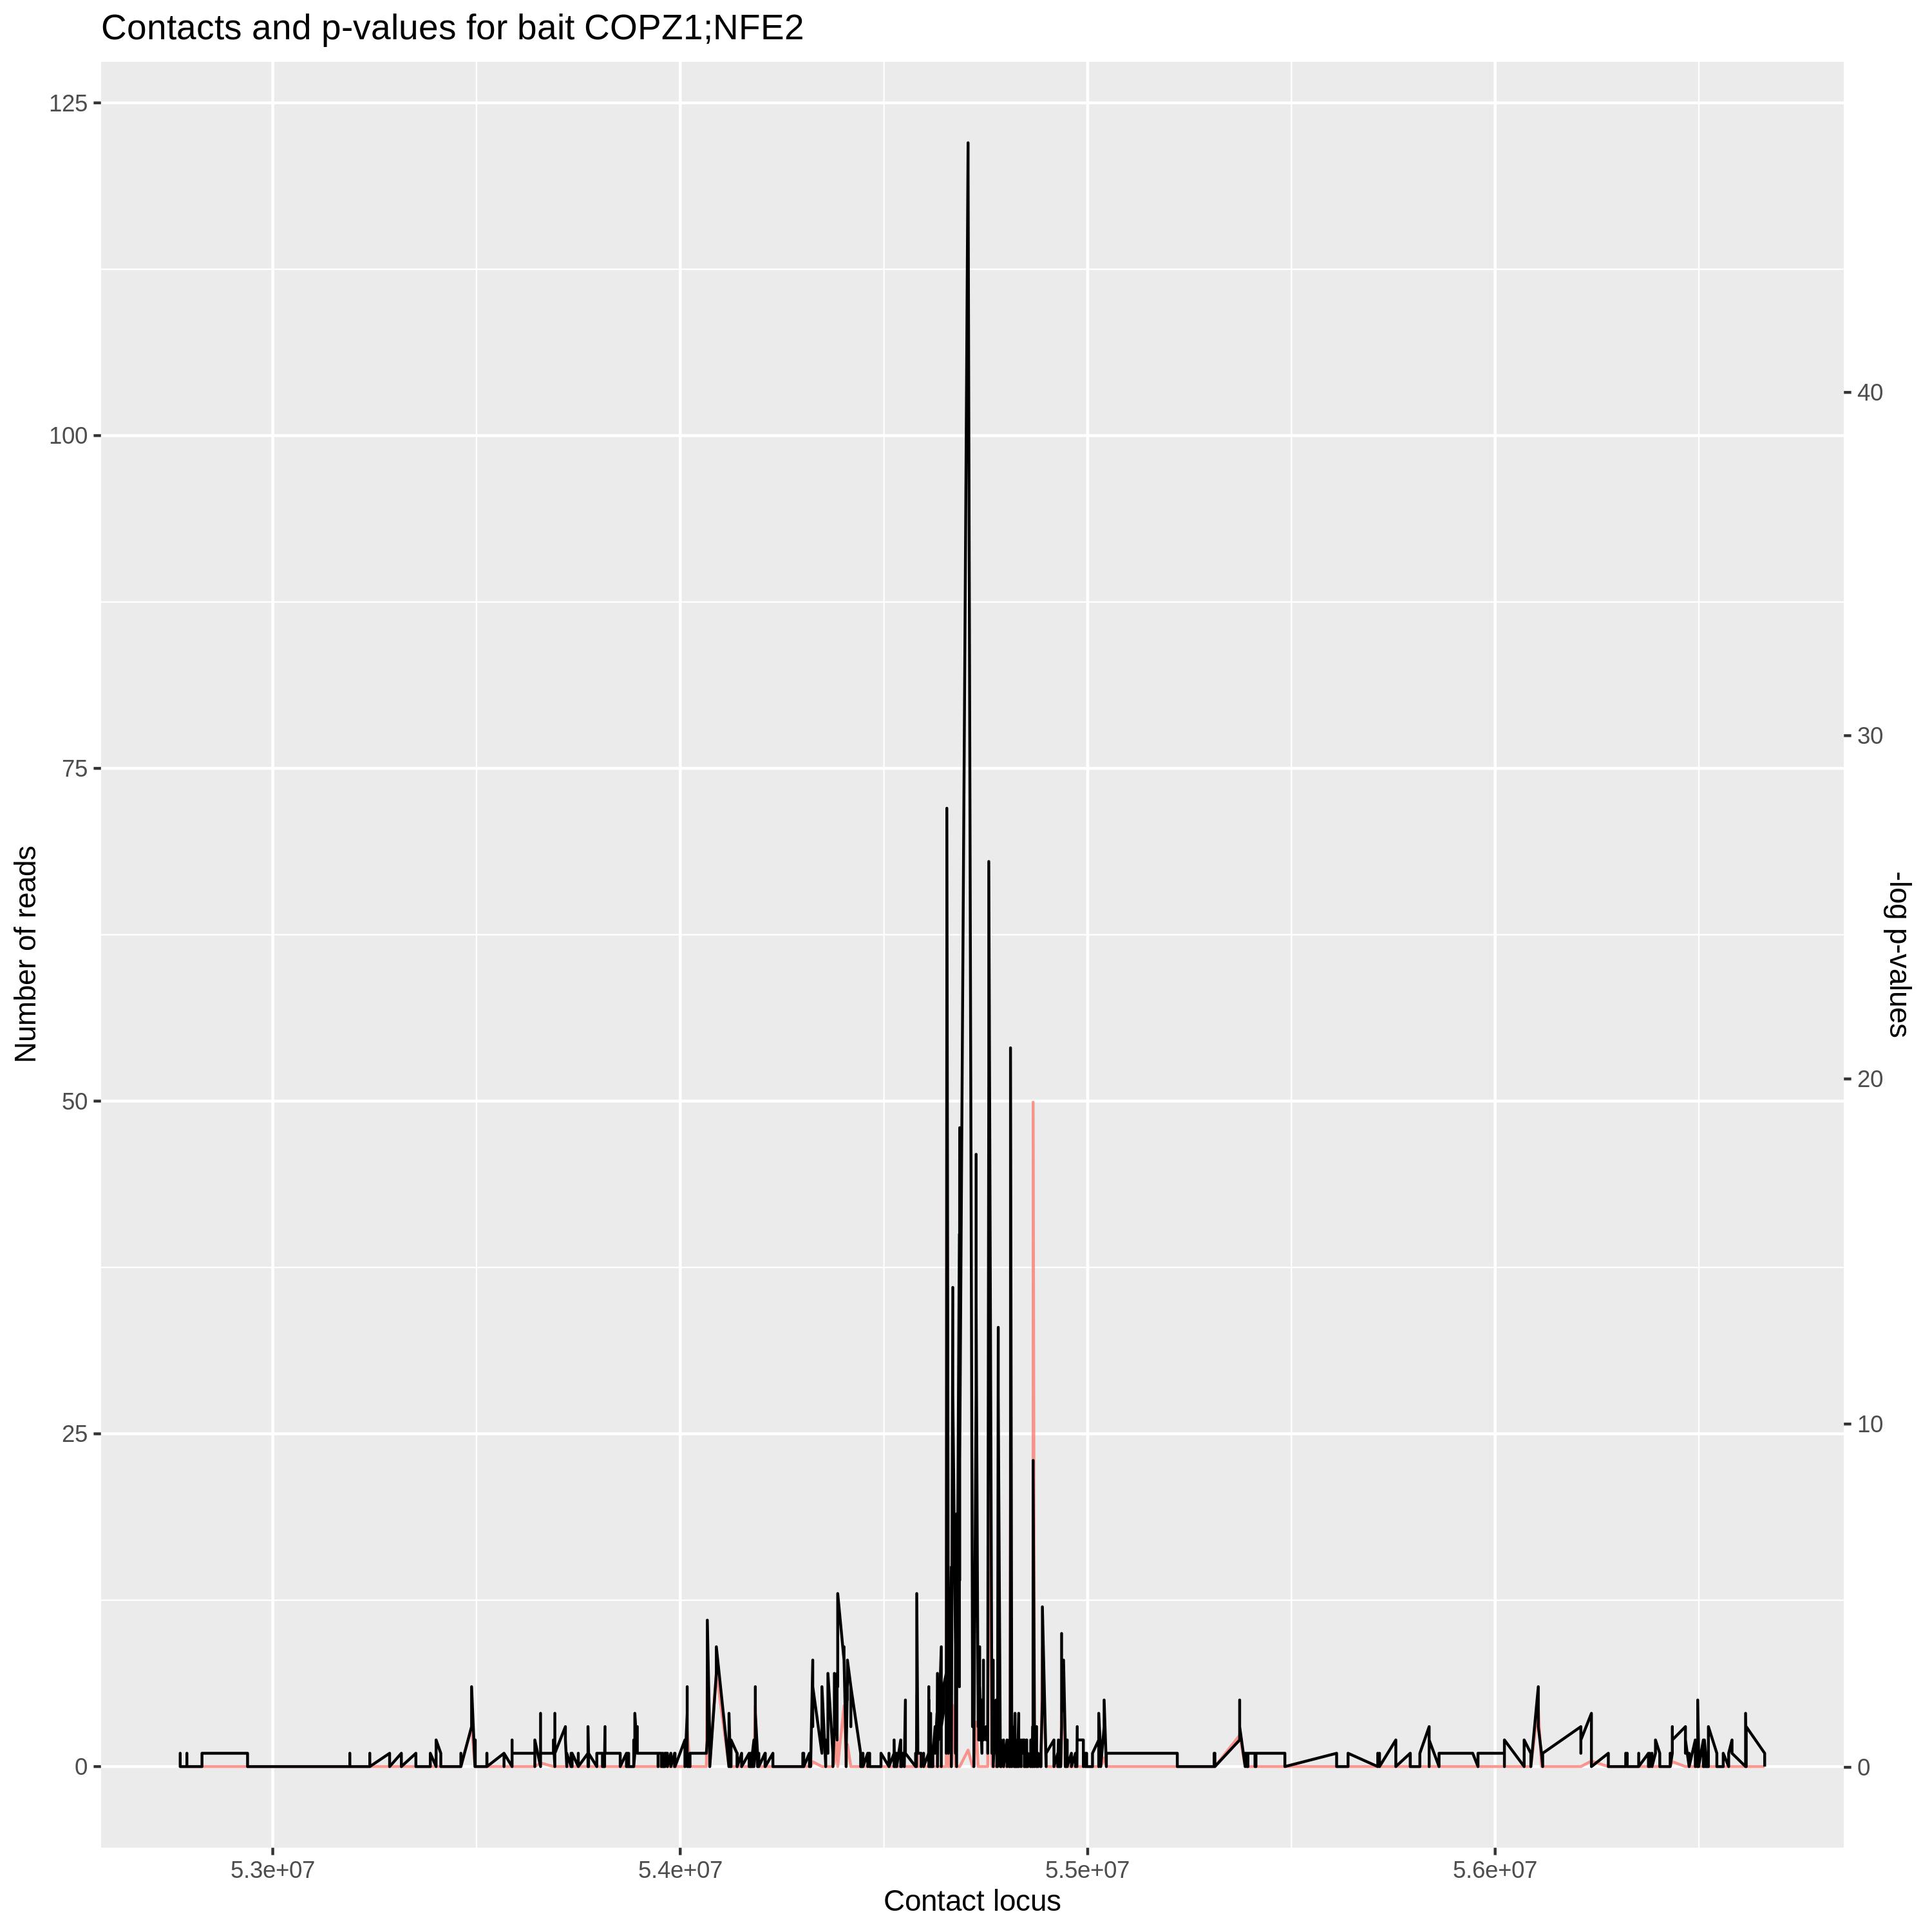 Contacts and p-values for bait COPZ1;NFE2
125
100
75
50
25
0
Number of reads
40
30
20
10
0
-log p-values
5.3e+07
5.4e+07
5.5e+07
5.6e+07
Contact locus